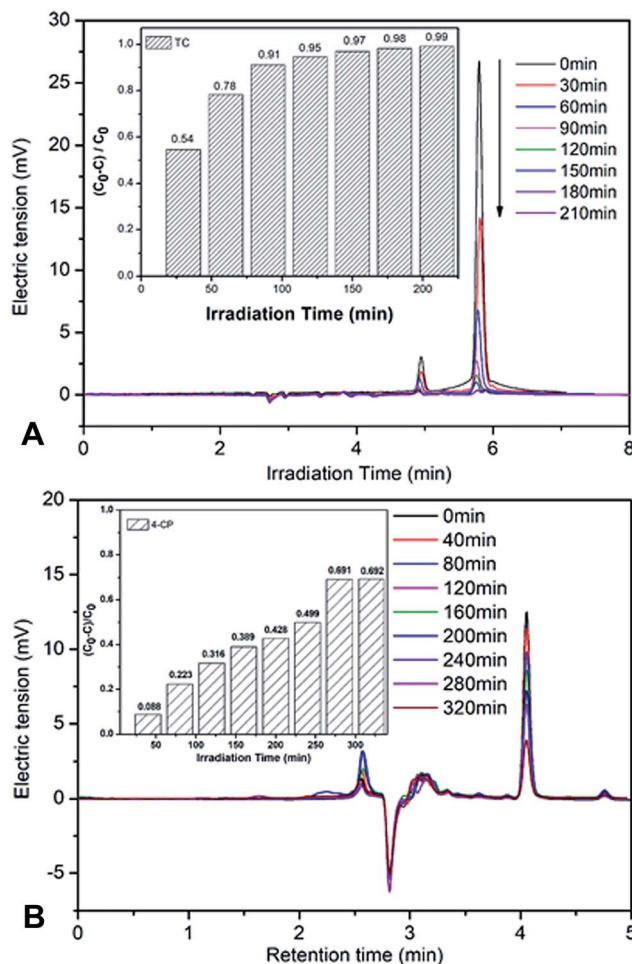 30
25
20
15
10
5
0
Electric tension (mV)
0 2 4 6 8
Irradiation Time (min)
A
1.0
0.8
0.6
0.4
0.2
0.0
(C0-C) / C0
TC
0.54 0.78 0.91 0.95 0.97 0.98 0.99
0 50 100 150 200
Irradiation Time (min)
0min
30min
60min
90min
120min
150min
180min
210min
20
15
10
5
0
-5
Electric tension (mV)
0 1 2 3 4 5
Retention time (min)
B
1.0
0.8
0.6
0.4
0.2
0.0
(C0-C)/C0
4-CP
0.088 0.223 0.316 0.389 0.428 0.499 0.691 0.692
50 100 150 200 250 300
Irradiation Time (min)
0min
40min
80min
120min
160min
200min
240min
280min
320min